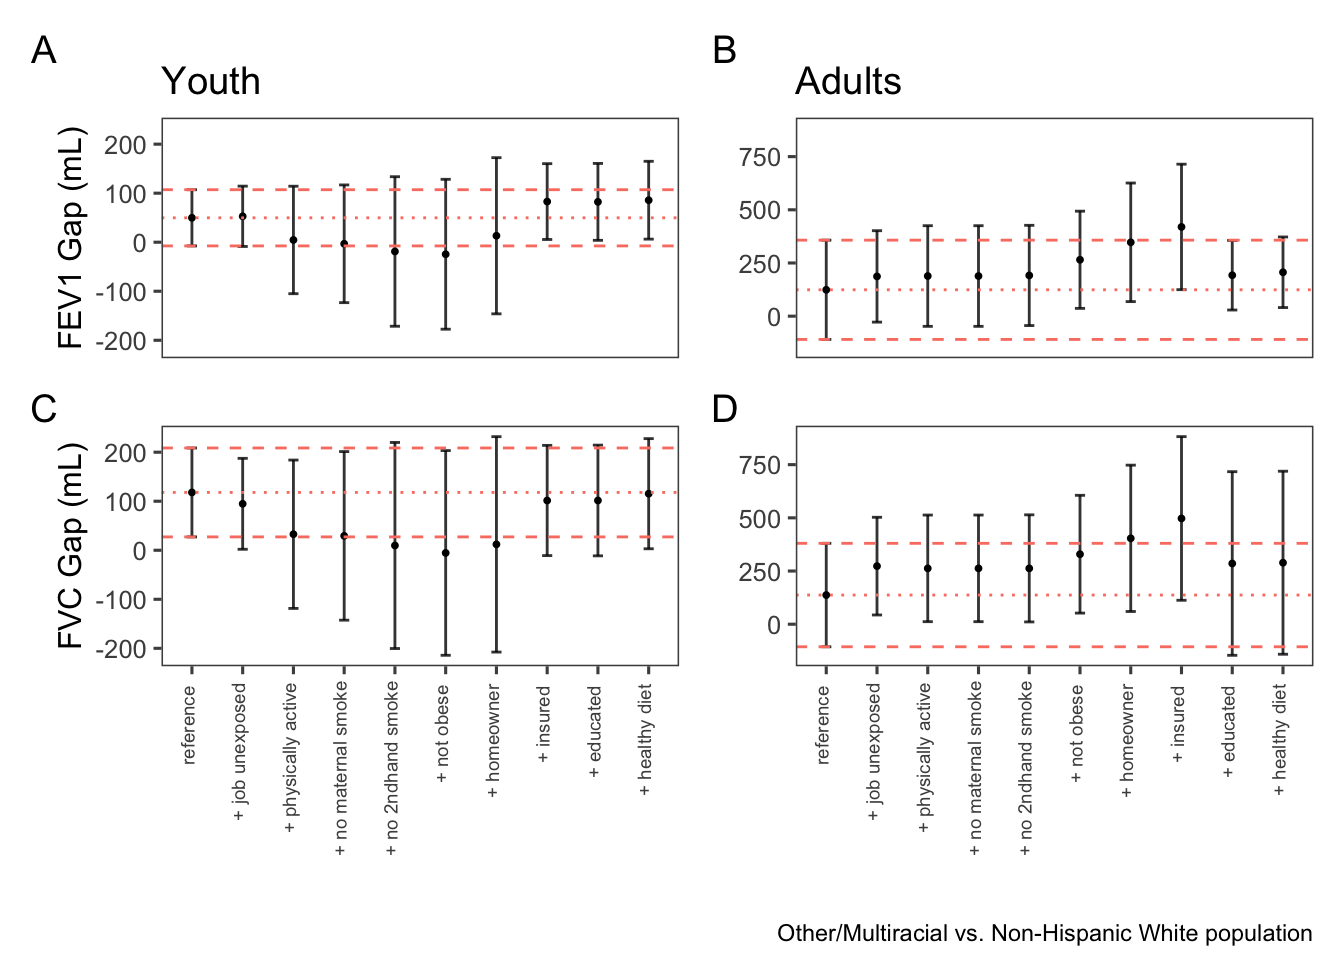 A
Youth
FEV1 Gap (mL)
200
100
0
-100
-200
B
Adults
750
500
250
0
C
FVC Gap (mL)
200
100
0
-100
-200
reference
+ job unexposed
+ physically active
+ no maternal smoke
+ no 2ndhand smoke
+ not obese
+ homeowner
+ insured
+ educated
+ healthy diet
D
750
500
250
0
reference
+ job unexposed
+ physically active
+ no maternal smoke
+ no 2ndhand smoke
+ not obese
+ homeowner
+ insured
+ educated
+ healthy diet
Other/Multiracial vs. Non-Hispanic White population